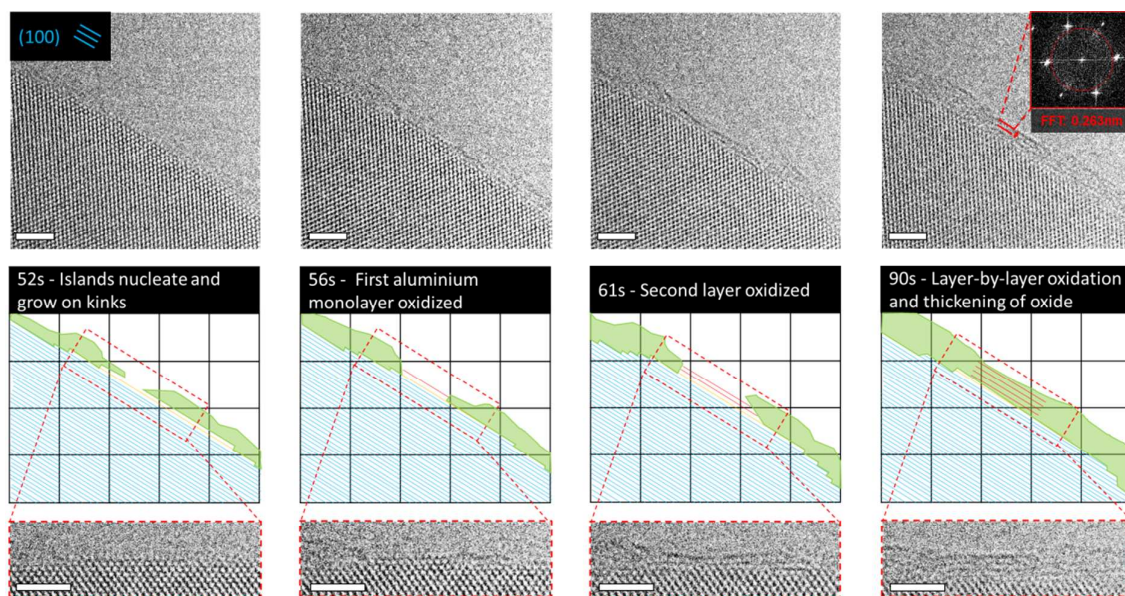 (100)
FFT: 0.263nm
52s - Islands nucleate and
grow on kinks
56s - First aluminium
monolayer oxidized
61s - Second layer oxidized
90s - Layer-by-layer oxidation
and thickening of oxide